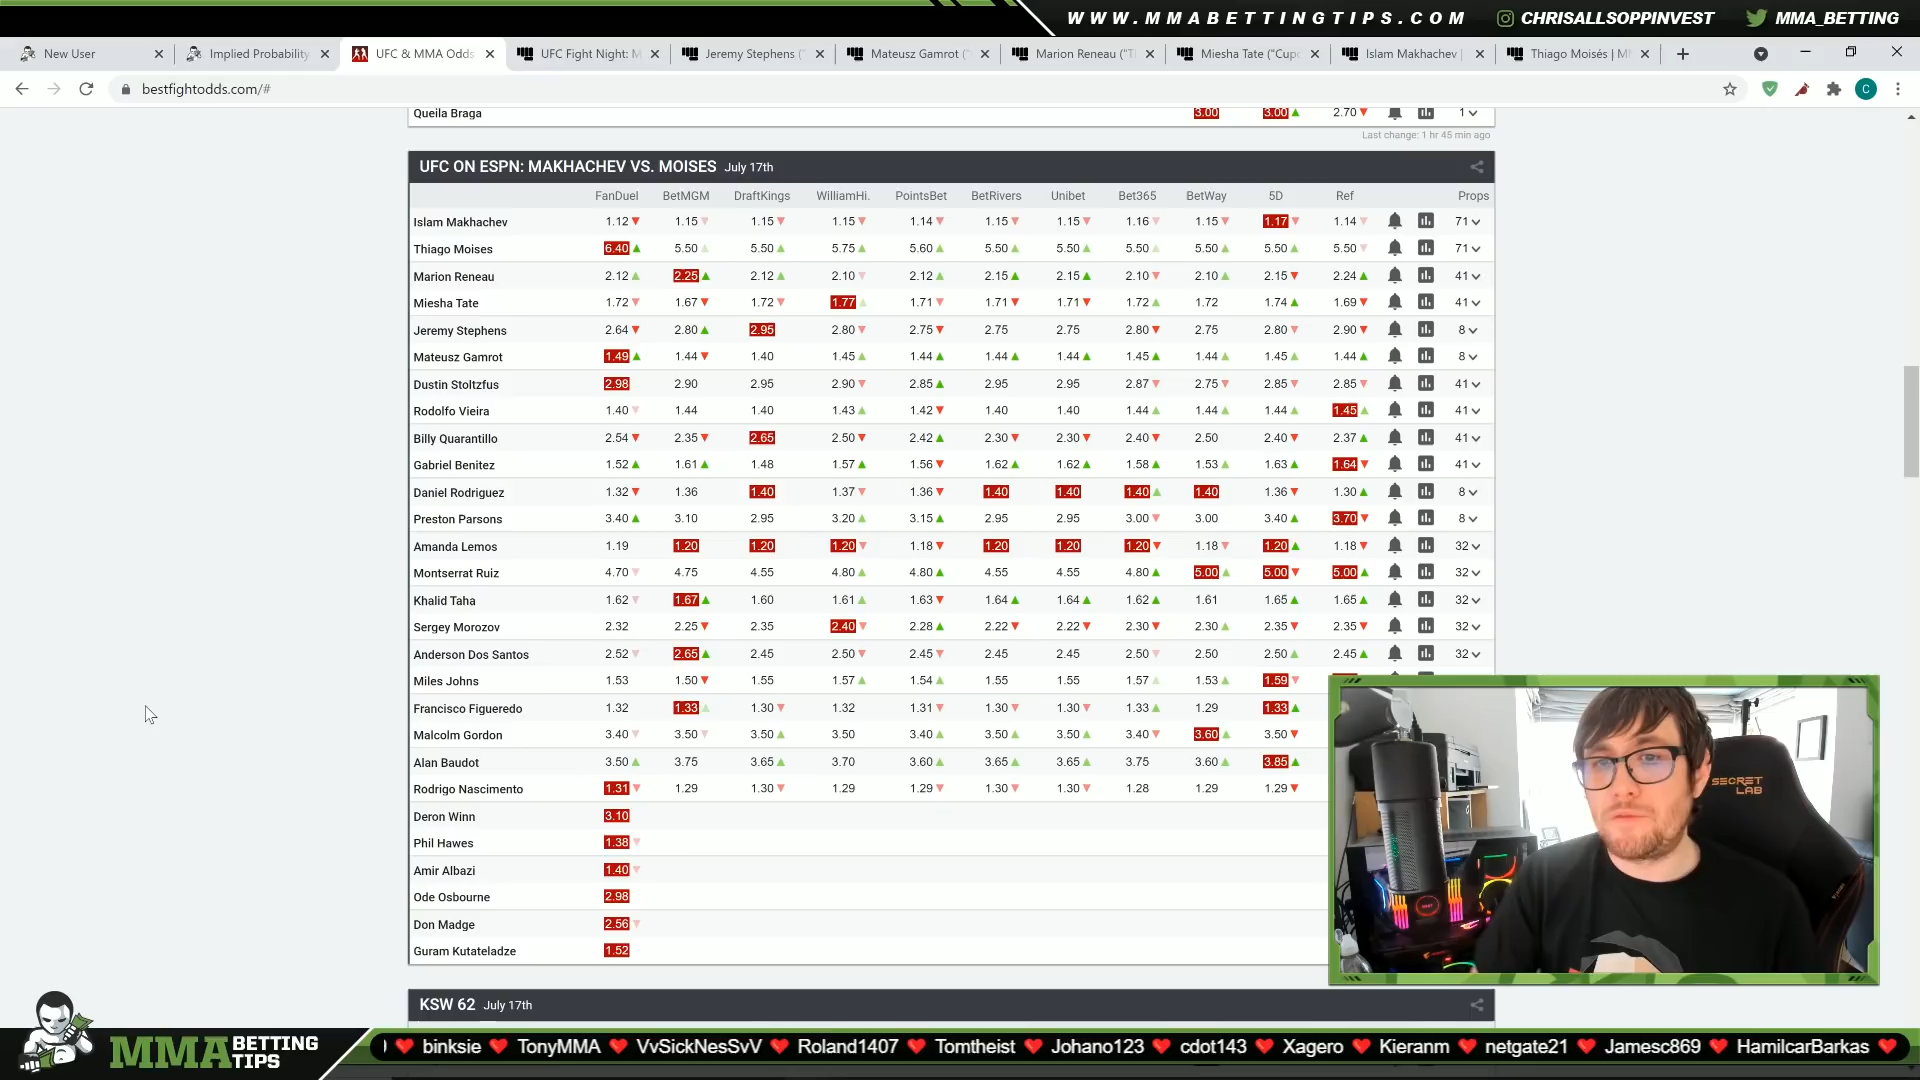 WWW.MMABETTINGTIPS.COM CHRISALLSOPPINVEST MMA_BETTING
New User Implied Probability UFC & MMA Odds UFC Fight Night: M Jeremy Stephens (" Mateusz Gamrot (" Marion Reneau ("T Miesha Tate ("Cup Islam Makhachev | Thiago Moisés | M
bestfightodds.com/# C
Queila Braga 3.00 3.00 2.70 1
Last change: 1 hr 45 min ago
UFC ON ESPN: MAKHACHEV VS. MOISES July 17th
FanDuel BetMGM DraftKings WilliamHi. PointsBet BetRivers Unibet Bet365 BetWay 5D Ref Props
Islam Makhachev 1.12 1.15 1.15 1.15 1.14 1.15 1.15 1.16 1.15 1.17 1.14 71
Thiago Moises 6.40 5.50 5.50 5.75 5.60 5.50 5.50 5.50 5.50 5.50 5.50 71
Marion Reneau 2.12 2.25 2.12 2.10 2.12 2.15 2.15 2.10 2.10 2.15 2.24 41
Miesha Tate 1.72 1.67 1.72 1.77 1.71 1.71 1.71 1.72 1.72 1.74 1.69 41
Jeremy Stephens 2.64 2.80 2.95 2.80 2.75 2.75 2.75 2.80 2.75 2.80 2.90 8
Mateusz Gamrot 1.49 1.44 1.40 1.45 1.44 1.44 1.44 1.45 1.44 1.45 1.44 8
Dustin Stoltzfus 2.98 2.90 2.95 2.90 2.85 2.95 2.95 2.87 2.75 2.85 2.85 41
Rodolfo Vieira 1.40 1.44 1.40 1.43 1.42 1.40 1.40 1.44 1.44 1.44 1.45 41
Billy Quarantillo 2.54 2.35 2.65 2.50 2.42 2.30 2.30 2.40 2.50 2.40 2.37 41
Gabriel Benitez 1.52 1.61 1.48 1.57 1.56 1.62 1.62 1.58 1.53 1.63 1.64 41
Daniel Rodriguez 1.32 1.36 1.40 1.37 1.36 1.40 1.40 1.40 1.40 1.36 1.30 8
Preston Parsons 3.40 3.10 2.95 3.20 3.15 2.95 2.95 3.00 3.00 3.40 3.70 8
Amanda Lemos 1.19 1.20 1.20 1.20 1.18 1.20 1.20 1.20 1.18 1.20 1.18 32
Montserrat Ruiz 4.70 4.75 4.55 4.80 4.80 4.55 4.55 4.80 5.00 5.00 5.00 32
Khalid Taha 1.62 1.67 1.60 1.61 1.63 1.64 1.64 1.62 1.61 1.65 1.65 32
Sergey Morozov 2.32 2.25 2.35 2.40 2.28 2.22 2.22 2.30 2.30 2.35 2.35 32
Anderson Dos Santos 2.52 2.65 2.45 2.50 2.45 2.45 2.45 2.50 2.50 2.50 2.45 32
Miles Johns 1.53 1.50 1.55 1.57 1.54 1.55 1.55 1.57 1.53 1.59
Francisco Figueredo 1.32 1.33 1.30 1.32 1.31 1.30 1.30 1.33 1.29 1.33
Malcolm Gordon 3.40 3.50 3.50 3.50 3.40 3.50 3.50 3.40 3.60 3.50
Alan Baudot 3.50 3.75 3.65 3.70 3.60 3.65 3.65 3.75 3.60 3.85
Rodrigo Nascimento 1.31 1.29 1.30 1.29 1.29 1.30 1.30 1.28 1.29 1.29
Deron Winn 3.10
Phil Hawes 1.38
Amir Albazi 1.40
Ode Osbourne 2.98
Don Madge 2.56
Guram Kutateladze 1.52
SECRET
LAB
KSW 62 July 17th
MMA BETTING TIPS
binksie TonyMMA VvSickNesSvV Roland1407 Tomtheist Johano123 cdot143 Xagero Kieranm netgate21 Jamesc869 HamilcarBarkas